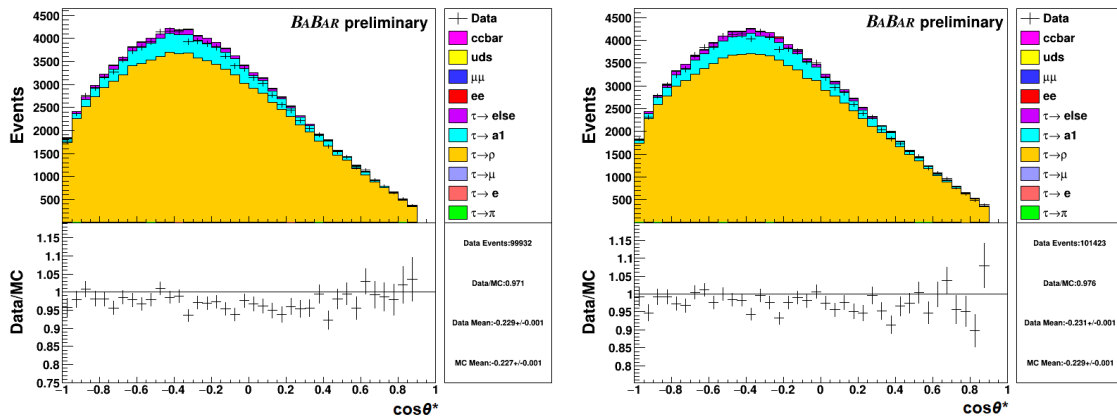 BABAR preliminary
Data
ccbar
uds
μμ
ee
τ→ else
τ→ a1
τ→ρ
τ→μ
τ→ e
τ→π
Events
4500
4000
3500
3000
2500
2000
1500
1000
500
Data/MC
1.15
1.1
1.05
1
0.95
0.9
0.85
0.8
0.75
−1 −0.8 −0.6 −0.4 −0.2 0 0.2 0.4 0.6 0.8 1
cosθ*
Data Events:99932
Data/MC:0.971
Data Mean:-0.229+/-0.001
MC Mean:-0.227+/-0.001
BABAR preliminary
Data
ccbar
uds
μμ
ee
τ→ else
τ→ a1
τ→ρ
τ→μ
τ→ e
τ→π
Events
4500
4000
3500
3000
2500
2000
1500
1000
500
Data/MC
1.15
1.1
1.05
1
0.95
0.9
0.85
0.8
−1 −0.8 −0.6 −0.4 −0.2 0 0.2 0.4 0.6 0.8 1
cosθ*
Data Events:101423
Data/MC:0.976
Data Mean:-0.231+/-0.001
MC Mean:-0.229+/-0.001